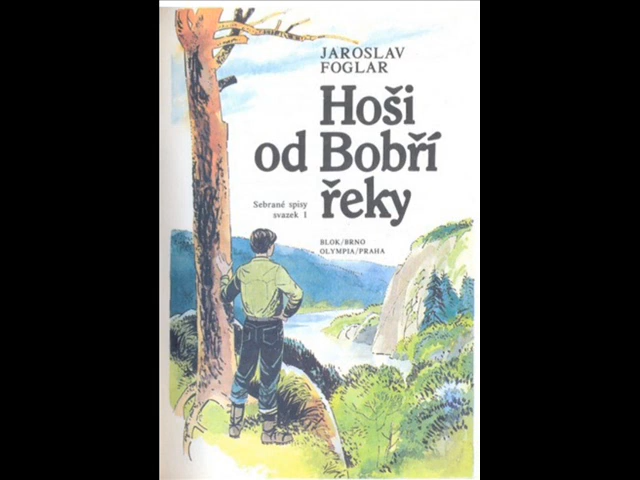 JAROSLAV
FOGLAR
Hoši
od Bobří
řeky
Sebrané spisy
svazek 1
BLOK/BRNO
OLYMPIA/PRAHA